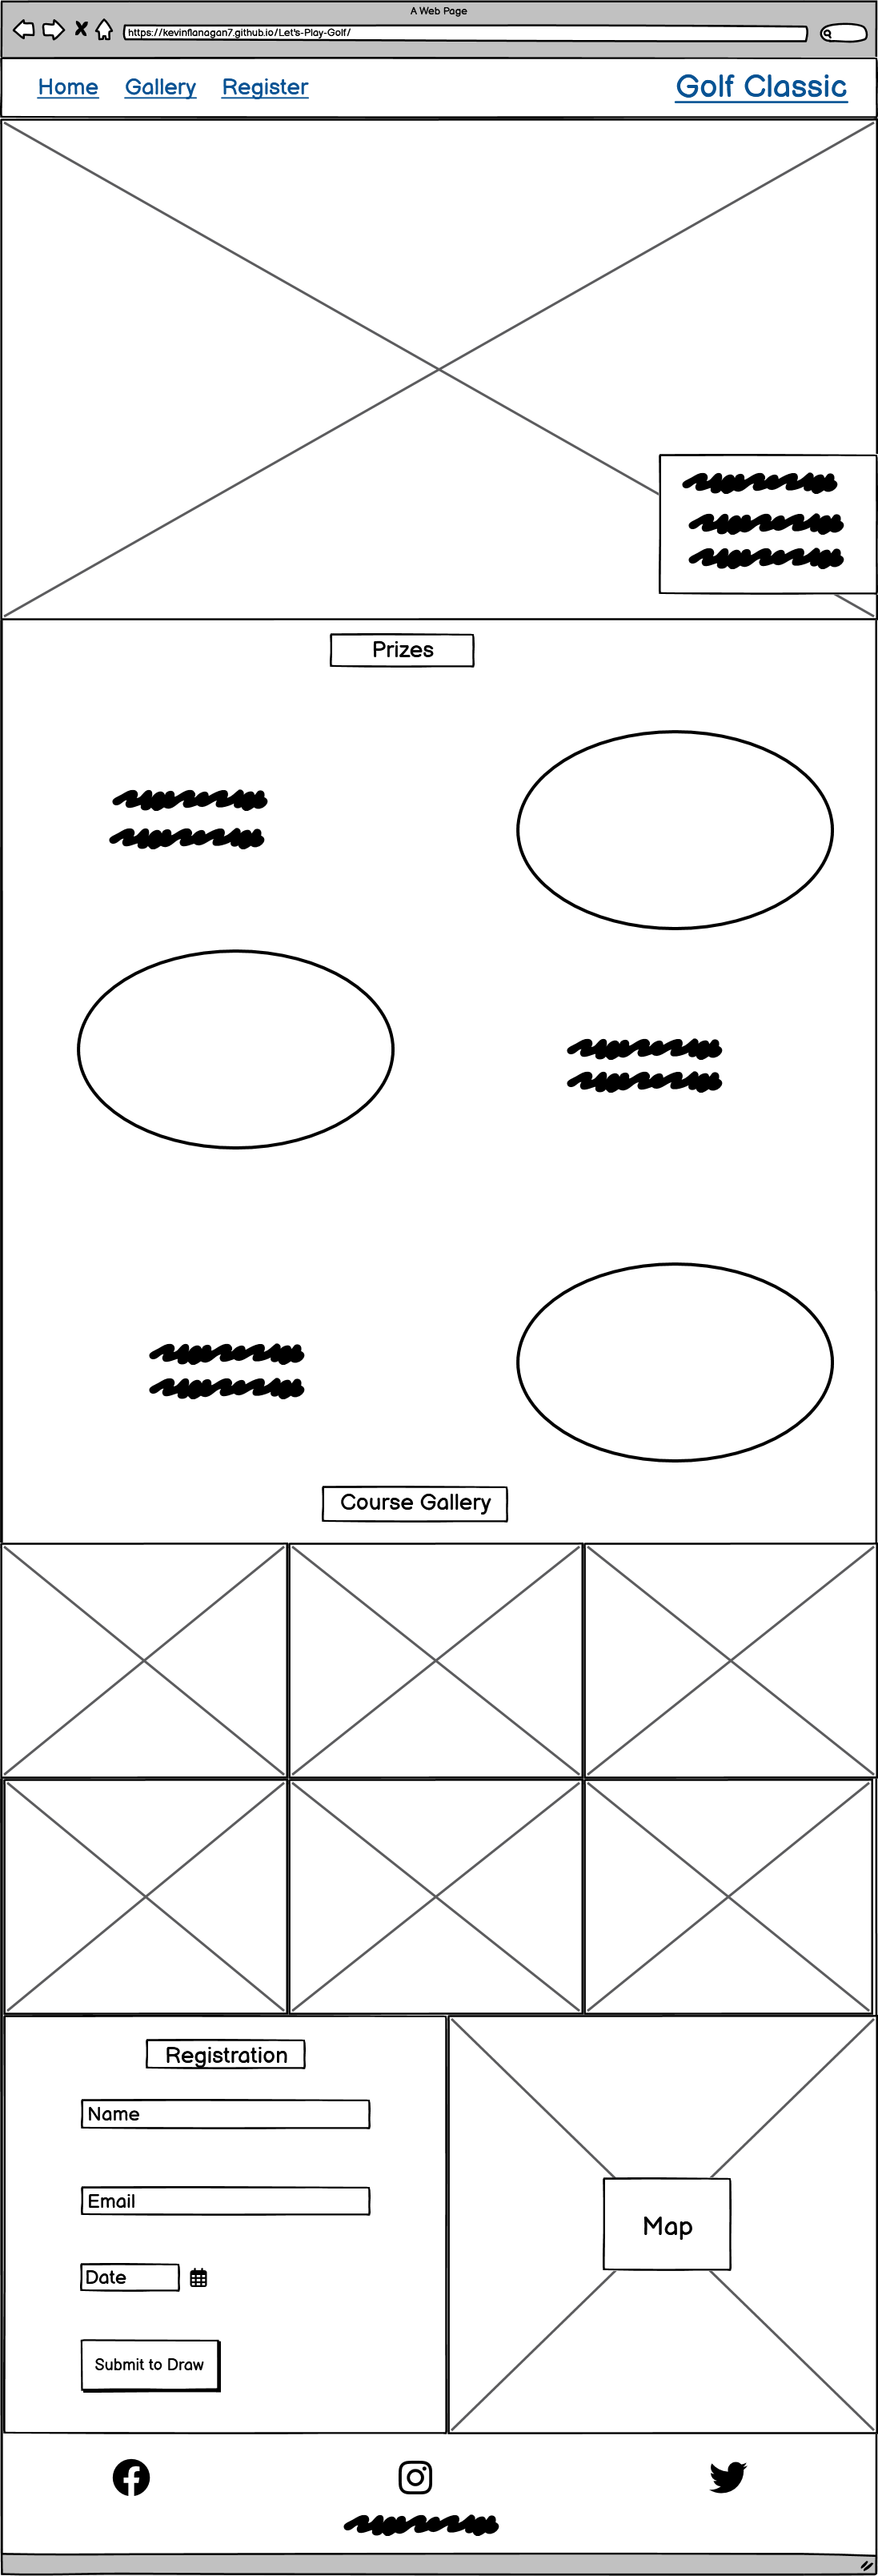 A Web Page
https://kevinflanagan7.github.io/Let's-Play-Golf/
Home Gallery Register Golf Classic
Prizes
Course Gallery
Registration
Name
Email
Map
Date
Submit to Draw